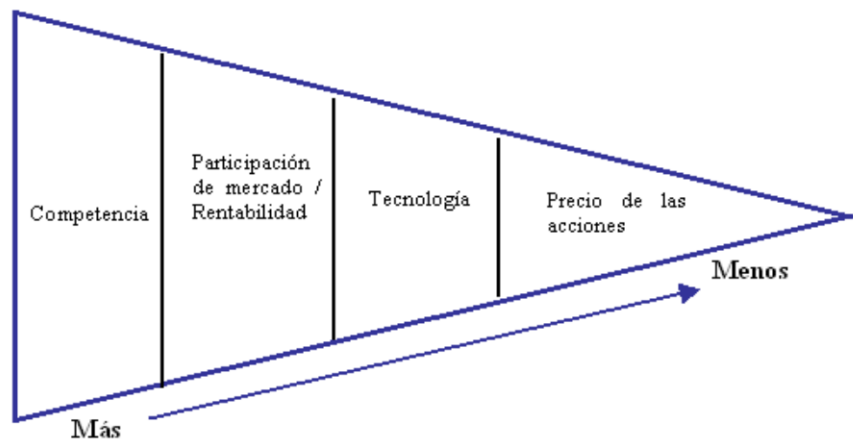 Competencia
Participación
de mercado /
Rentabilidad
Tecnología
Precio de las
acciones
Menos
Más